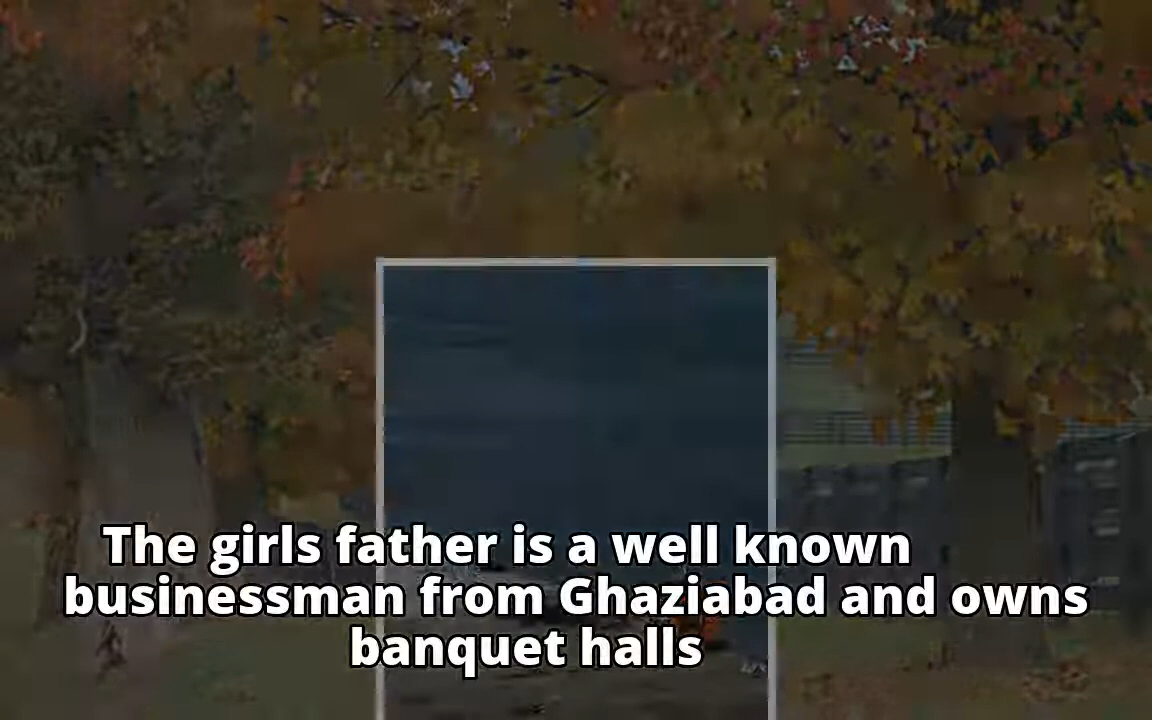 The girls father is a well known
businessman from Ghaziabad and owns
banquet halls